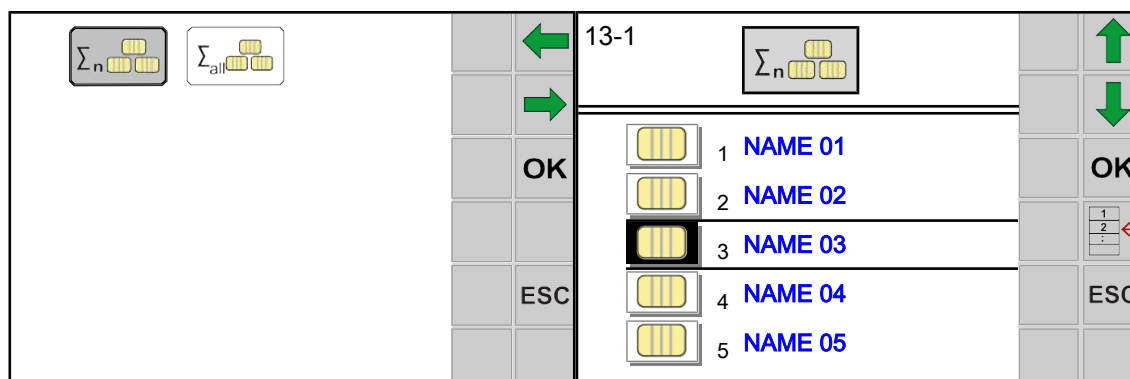 ∑n
∑all
OK
ESC
13-1
∑n
1 NAME 01
2 NAME 02
3 NAME 03
4 NAME 04
5 NAME 05
OK
1
2
:
ESC